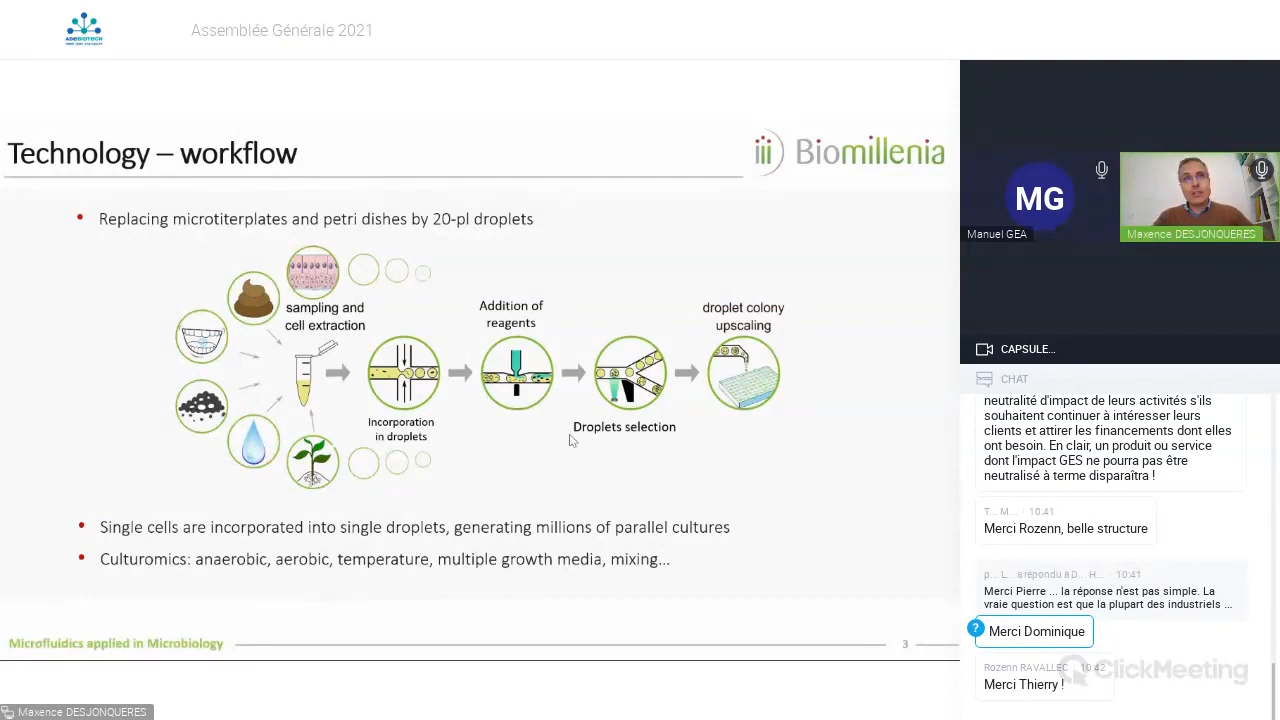 ADEBIOTECH
Assemblée Générale 2021
Technology – workflow
Biomillenia
• Replacing microtiterplates and petri dishes by 20-pl droplets
sampling and
cell extraction
Addition of
reagents
droplet colony
upscaling
Incorporation
in droplets
Droplets selection
• Single cells are incorporated into single droplets, generating millions of parallel cultures
• Culturomics: anaerobic, aerobic, temperature, multiple growth media, mixing...
Microfluidics applied in Microbiology
3
Maxence DESJONQUERES
MG
Manuel GEA
Maxence DESJONQUERES
CAPSULE...
CHAT
neutralité d'impact de leurs activités s'ils
souhaitent continuer à intéresser leurs
clients et attirer les financements dont elles
ont besoin. En clair, un produit ou service
dont l'impact GES ne pourra pas être
neutralisé à terme disparaîtra !
T... M... 10:41
Merci Rozenn, belle structure
p... L... a répondu à D... H... 10:41
Merci Pierre ... la réponse n'est pas simple. La
vraie question est que la plupart des industriels ...
?
Merci Dominique
Rozenn RAVALLEC 10:42
Merci Thierry !
ClickMeeting